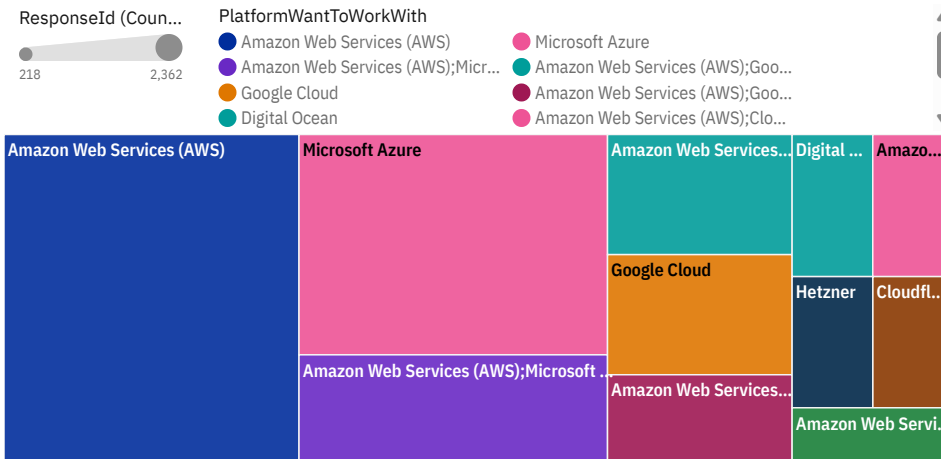 ResponseId (Coun...
218
2,362
PlatformWantToWorkWith
Amazon Web Services (AWS)
Amazon Web Services (AWS);Micr...
Google Cloud
Digital Ocean
Microsoft Azure
Amazon Web Services (AWS);Goo...
Amazon Web Services (AWS);Goo...
Amazon Web Services (AWS);Clo...
Amazon Web Services (AWS)
Microsoft Azure
Amazon Web Services (AWS);Microsoft ...
Amazon Web Services...
Google Cloud
Amazon Web Services...
Digital ...
Amazo...
Hetzner
Cloudfl...
Amazon Web Servi...